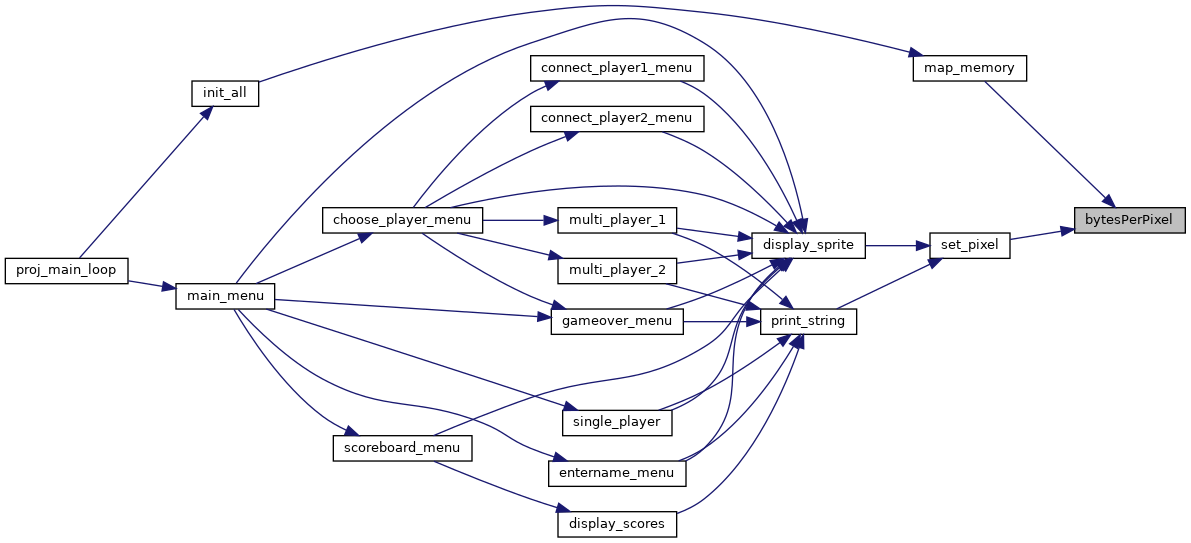 connect_player1_menu
map_memory
init_all
connect_player2_menu
choose_player_menu
multi_player_1
bytesPerPixel
display_sprite
set_pixel
proj_main_loop
multi_player_2
main_menu
gameover_menu
print_string
single_player
scoreboard_menu
entername_menu
display_scores